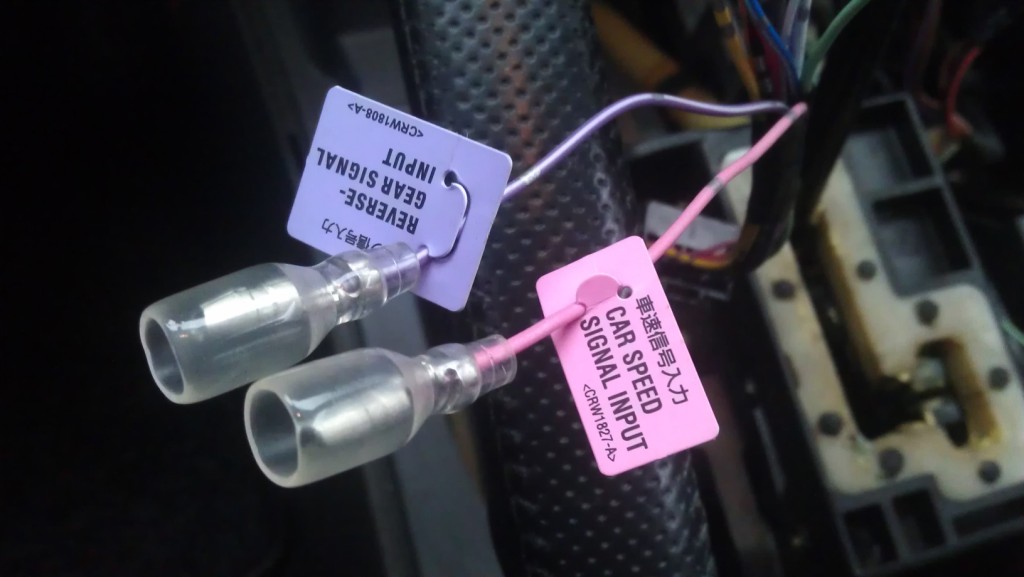 信号入力
REVERSE-
GEAR SIGNAL
INPUT
<CRW1808-A>
車速信号入力
CAR SPEED
SIGNAL INPUT
<CRW1827-A>